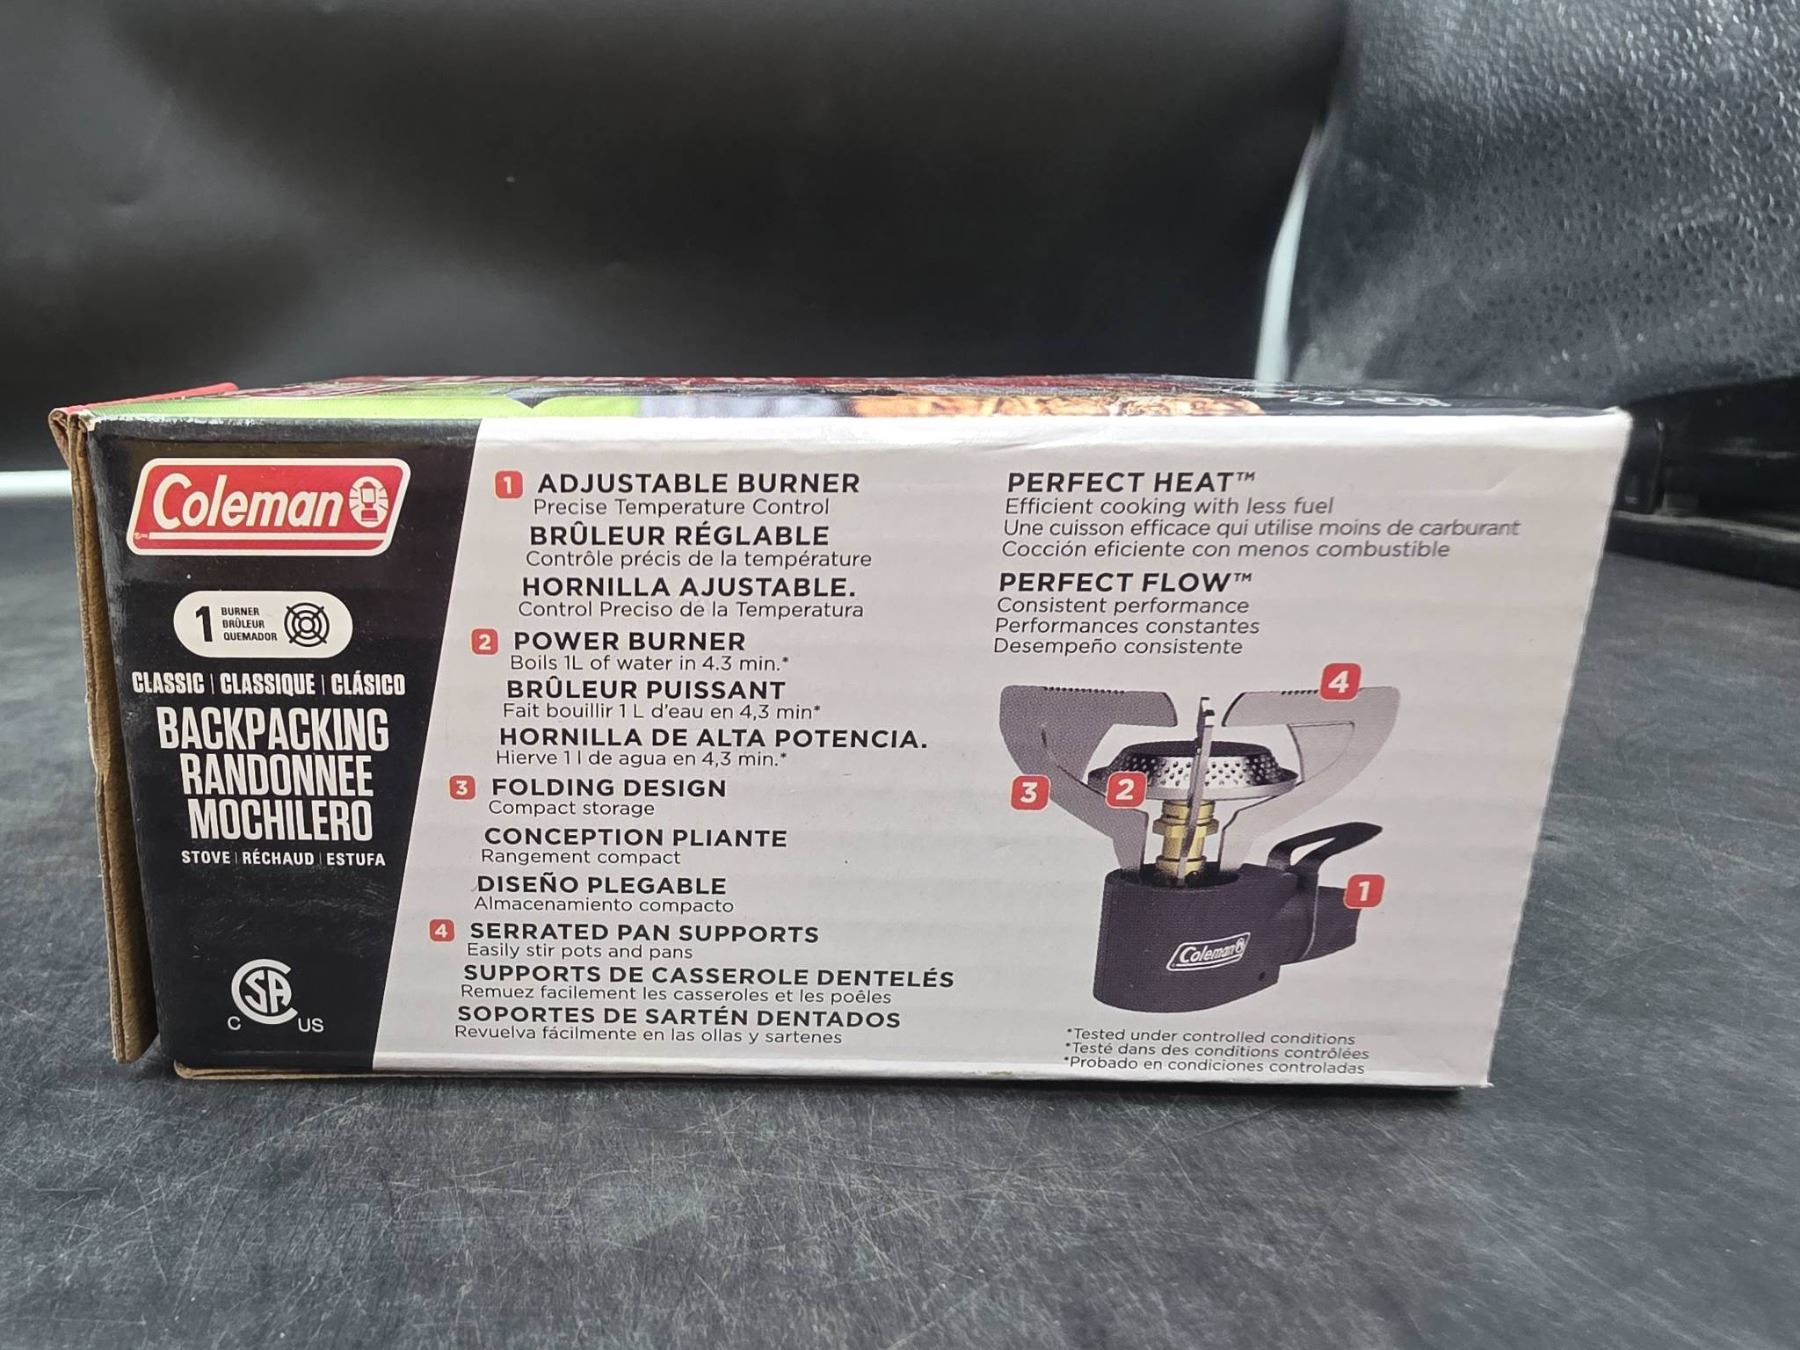 Coleman
1 BURNER
BRÛLEUR
QUEMADOR
CLASSIC | CLASSIQUE | CLÁSICO
BACKPACKING
RANDONNEE
MOCHILERO
STOVE | RÉCHAUD | ESTUFA
C SA US
1 ADJUSTABLE BURNER
Precise Temperature Control
BRÛLEUR RÉGLABLE
Contrôle précis de la température
HORNILLA AJUSTABLE.
Control Preciso de la Temperatura
2 POWER BURNER
Boils 1L of water in 4.3 min.*
BRÛLEUR PUISSANT
Fait bouillir 1 L d'eau en 4,3 min*
HORNILLA DE ALTA POTENCIA.
Hierve 1 l de agua en 4,3 min.*
3 FOLDING DESIGN
Compact storage
CONCEPTION PLIANTE
Rangement compact
DISEÑO PLEGABLE
Almacenamiento compacto
4 SERRATED PAN SUPPORTS
Easily stir pots and pans
SUPPORTS DE CASSEROLE DENTELÉS
Remuez facilement les casseroles et les poêles
SOPORTES DE SARTÉN DENTADOS
Revuelva fácilmente en las ollas y sartenes
PERFECT HEAT™
Efficient cooking with less fuel
Une cuisson efficace qui utilise moins de carburant
Cocción eficiente con menos combustible
PERFECT FLOW™
Consistent performance
Performances constantes
Desempeño consistente
4
3
2
1
Coleman
*Tested under controlled conditions
*Testé dans des conditions contrôlées
*Probado en condiciones controladas